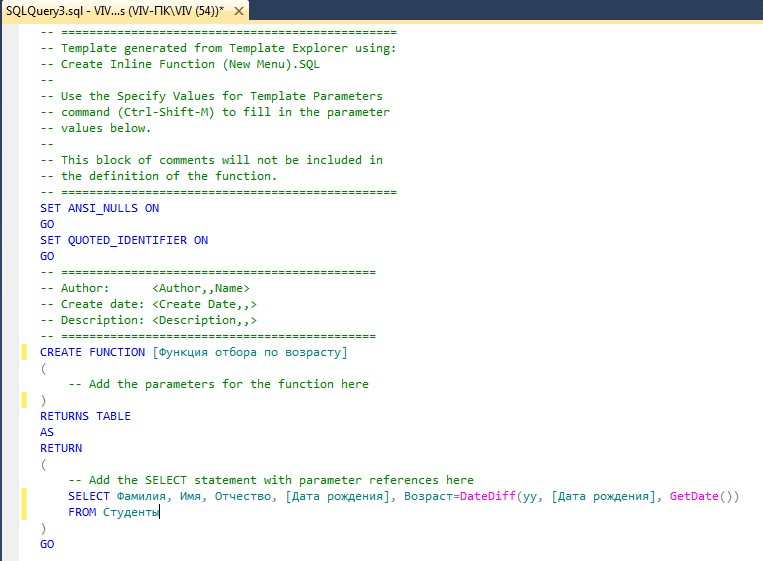 SQLQuery3.sql - VIV...s (VIV-ПК\VIV (54))* ×
-- ================================================
-- Template generated from Template Explorer using:
-- Create Inline Function (New Menu).SQL
--
-- Use the Specify Values for Template Parameters
-- command (Ctrl-Shift-M) to fill in the parameter
-- values below.
--
-- This block of comments will not be included in
-- the definition of the function.
-- ================================================
SET ANSI_NULLS ON
GO
SET QUOTED_IDENTIFIER ON
GO
-- =============================================
-- Author:      <Author,,Name>
-- Create date: <Create Date,,>
-- Description: <Description,,>
-- =============================================
CREATE FUNCTION [Функция отбора по возрасту]
(
    -- Add the parameters for the function here
)
RETURNS TABLE
AS
RETURN
(
    -- Add the SELECT statement with parameter references here
    SELECT Фамилия, Имя, Отчество, [Дата рождения], Возраст=DateDiff(yy, [Дата рождения], GetDate())
    FROM Студенты
)
GO